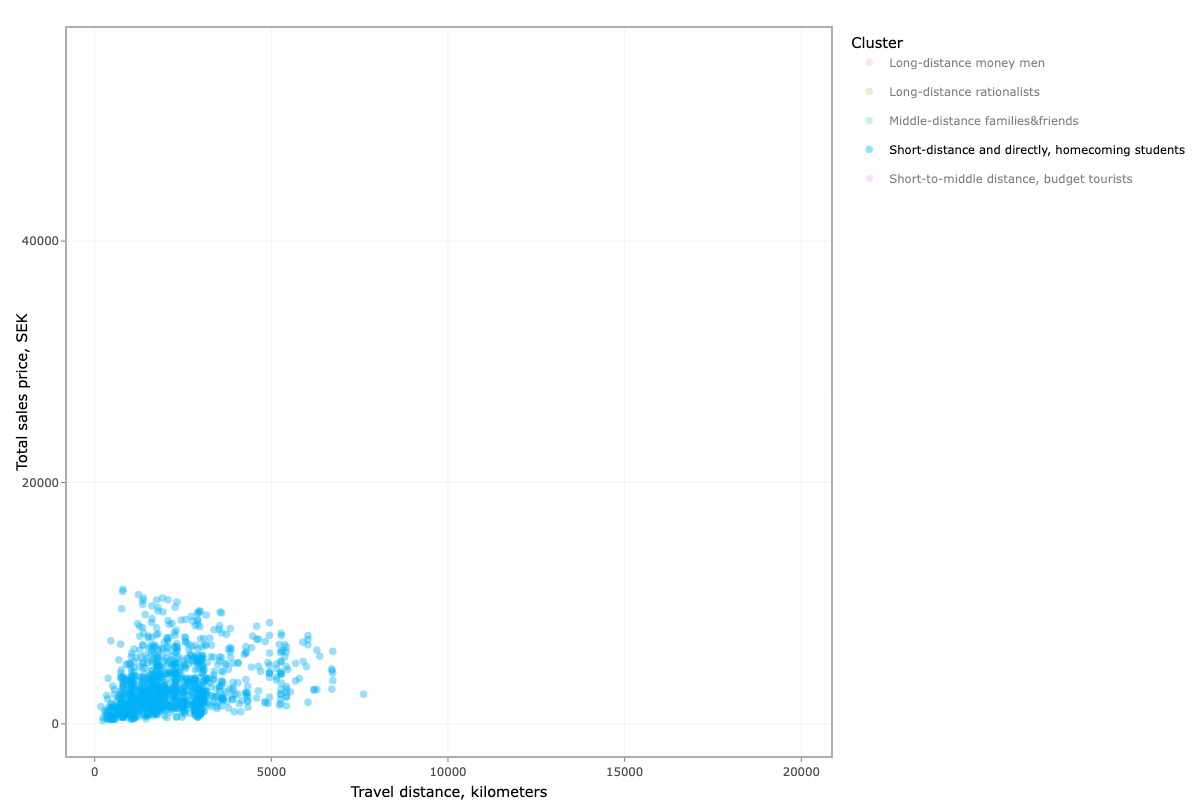 Cluster
Long-distance money men
Long-distance rationalists
Middle-distance families&friends
Short-distance and directly, homecoming students
Short-to-middle distance, budget tourists
Total sales price, SEK
40000
20000
0
0 5000 10000 15000 20000
Travel distance, kilometers